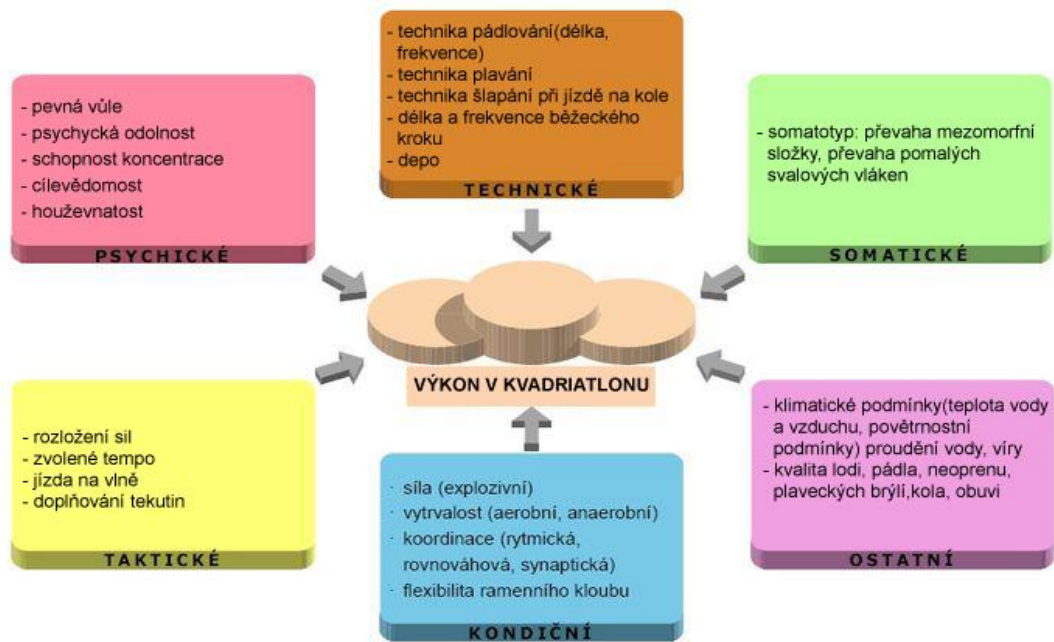 - technika pádlování(délka,
frekvence)
- technika plavání
- technika šlapání při jízdě na kole
- délka a frekvence běžeckého
kroku
- depo
TECHNICKÉ
- pevná vůle
- psychycká odolnost
- schopnost koncentrace
- cílevědomost
- houževnatost
PSYCHICKÉ
- somatotyp: převaha mezomorfní
složky, převaha pomalých
svalových vláken
SOMATICKÉ
VÝKON V KVADRIATLONU
- rozložení sil
- zvolené tempo
- jízda na vlně
- doplňování tekutin
TAKTICKÉ
· síla (explozivní)
· vytrvalost (aerobní, anaerobní)
· koordinace (rytmická,
rovnováhová, synaptická)
· flexibilita ramenního kloubu
KONDIČNÍ
- klimatické podmínky(teplota vody
a vzduchu, povětrnostní
podmínky) proudění vody, víry
- kvalita lodi, pádla, neoprenu,
plaveckých brýlí,kola, obuvi
OSTATNÍ